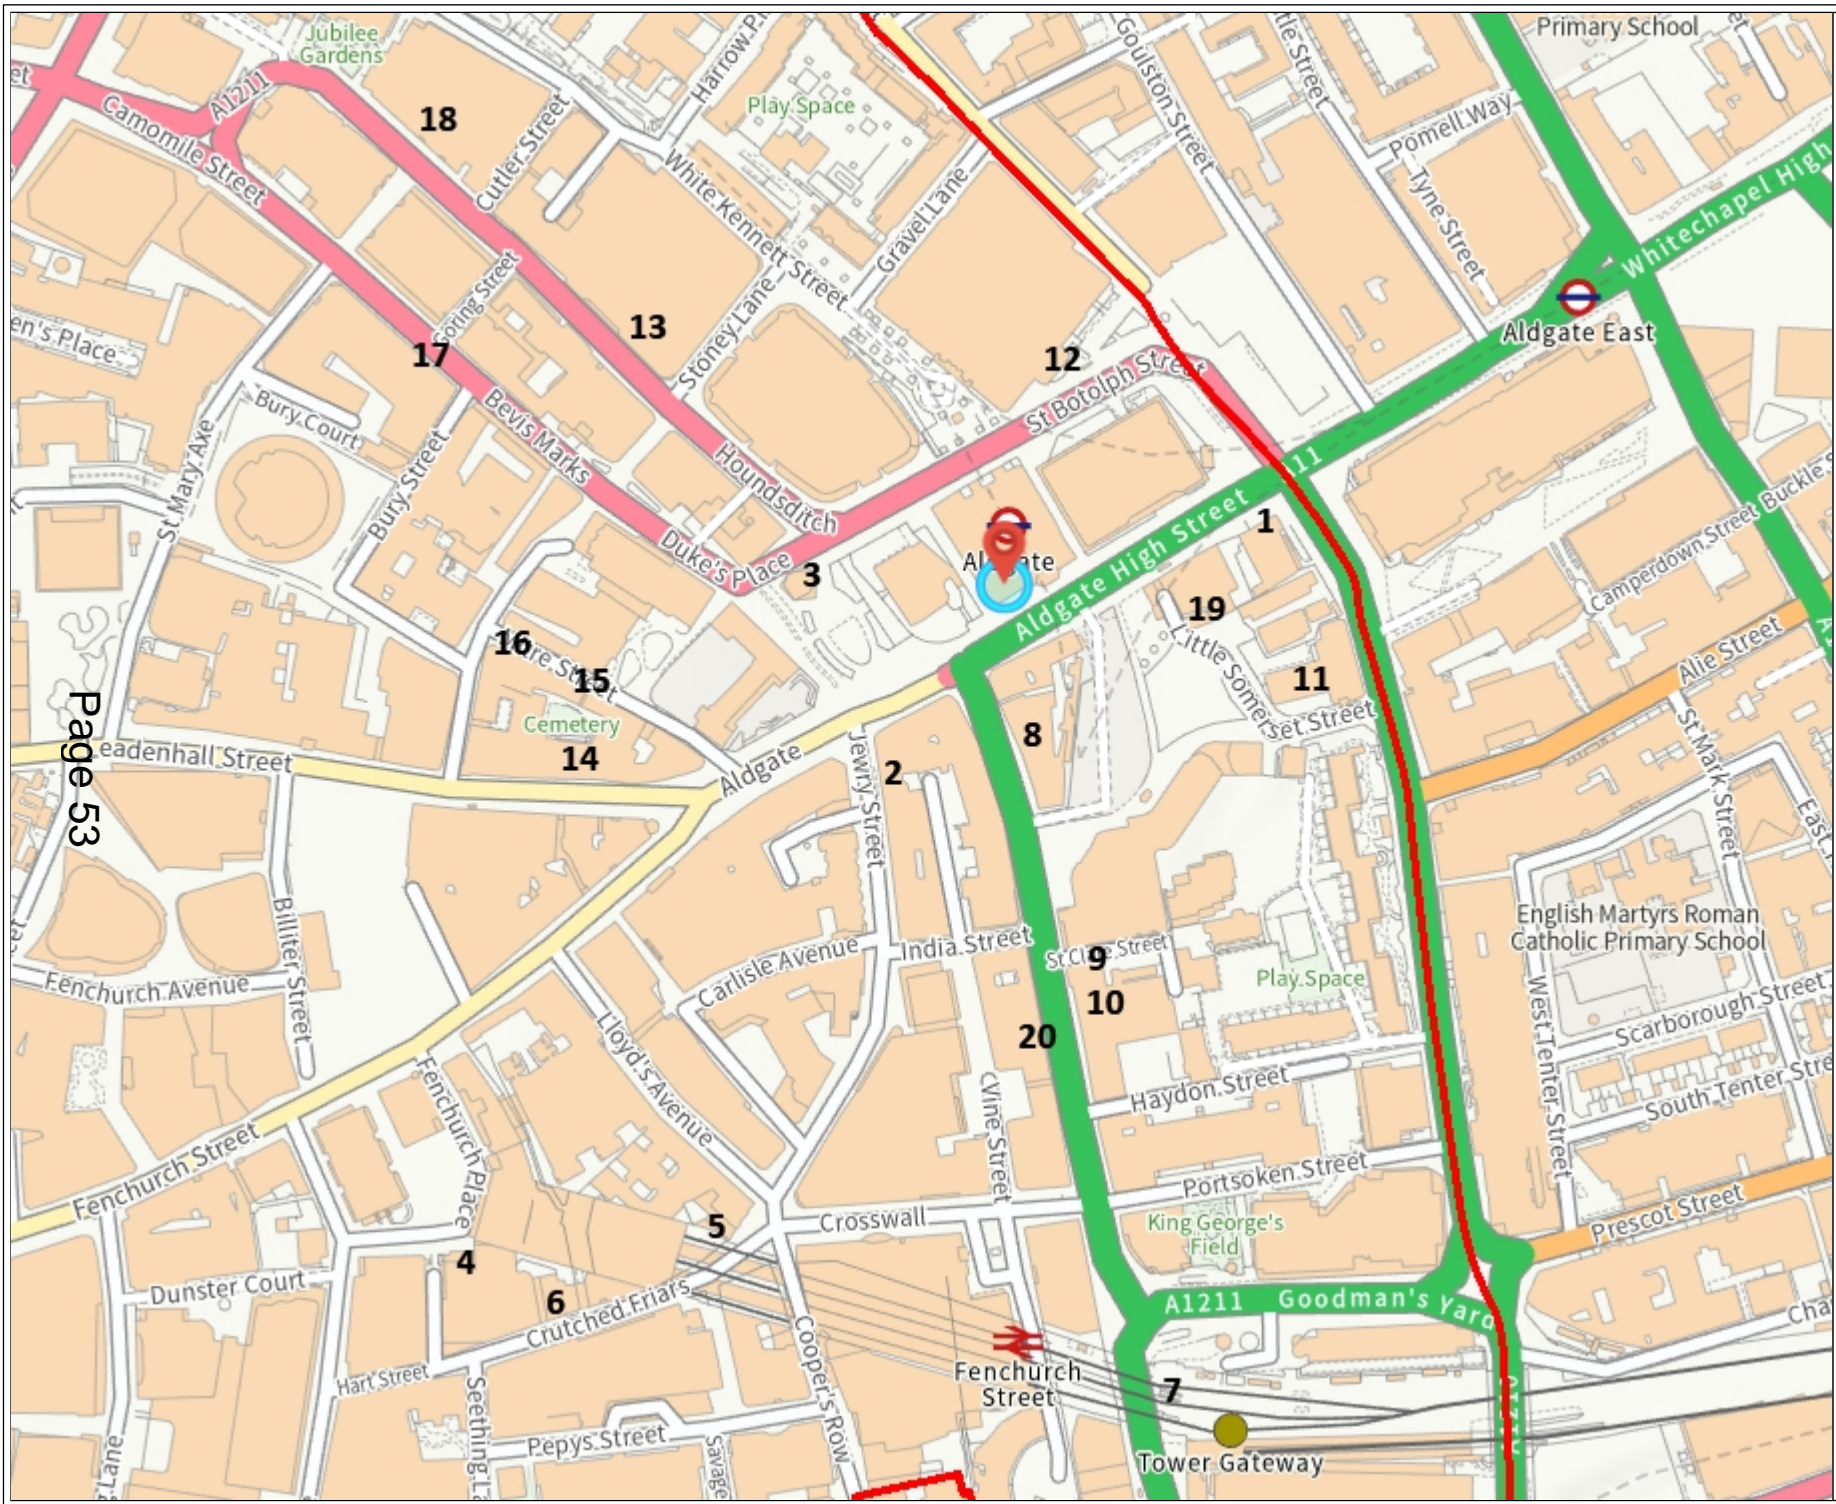 Jubilee
Gardens
Harrow
Goulston Street
Primary School
A1211
Camomile Street
18
Cutler Street
Play Space
Pomell Way
White Kennett Street
Gravel Lane
Tyne Street
Whitechapel High
Goring Street
Stoney Lane
13
12
St Botolph Street
Aldgate East
17
Bury Court
Bevis Marks
Houndsditch
St Mary Axe
Bury Street
Duke's Place
3
Aldgate High Street
1
11
Camperdown Street
Buckle
19
Little Somerset Street
11
Alie Street
16
15
Cemetery
14
Page 53
Leadenhall Street
Aldgate
Jewry Street
2
8
St Mark Street
Billiter Street
Fenchurch Avenue
Carlisle Avenue
India Street
9
10
20
Play Space
English Martyrs Roman
Catholic Primary School
West Tenter Street
Scarborough Street
South Tenter
Lloyd's Avenue
Fenchurch Place
Fenchurch Street
Vine Street
Haydon Street
Portsoken Street
Crosswall
King George's
Field
Prescot Street
5
4
6
Dunster Court
Crutched Friars
Hart Street
Cooper's Row
A1211
Goodman's Yard
Fenchurch
Street
7
Tower Gateway
Seething
Pepys Street
Savage
Lane